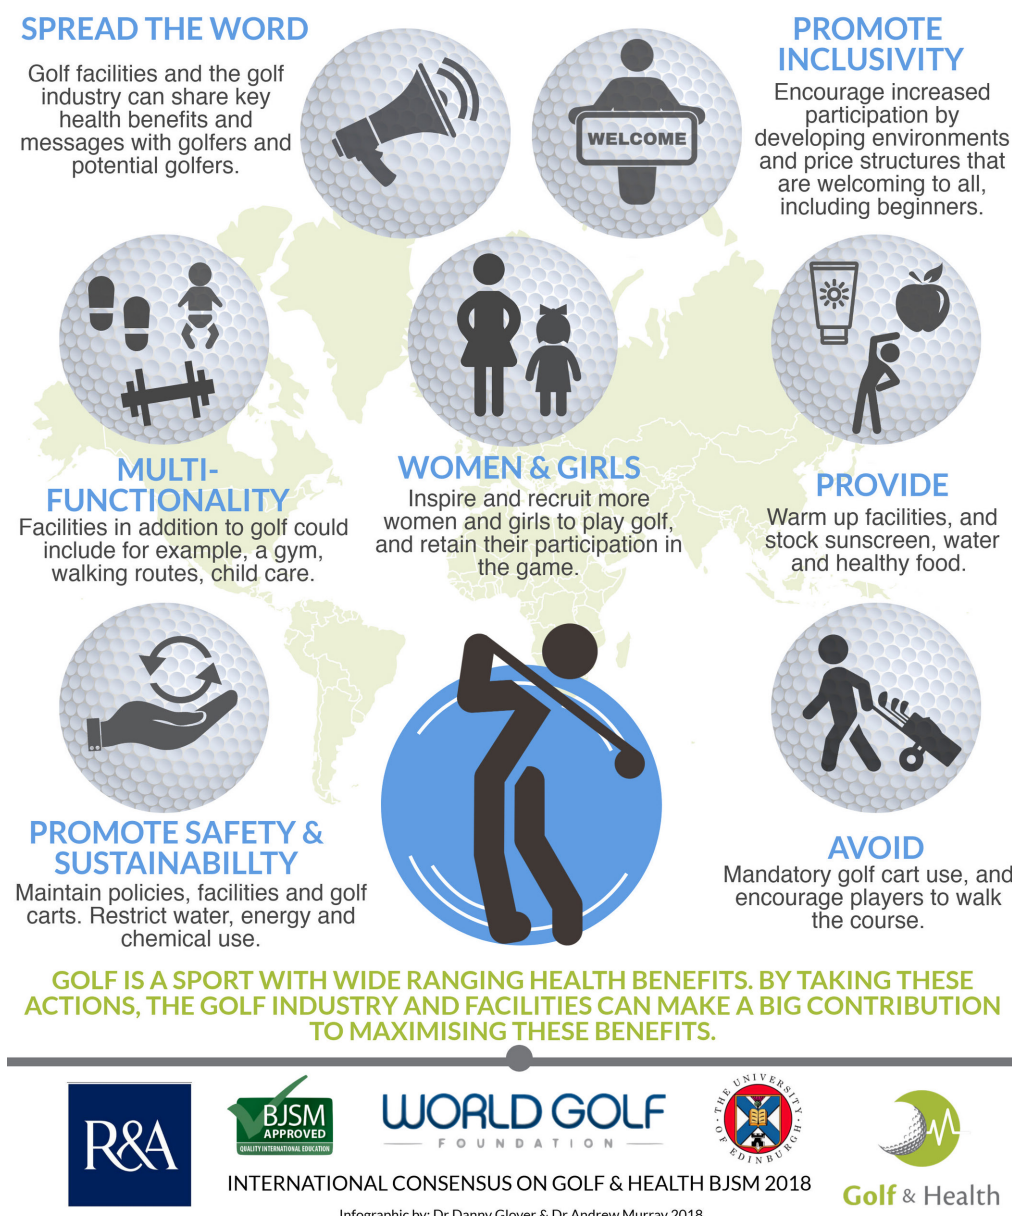 SPREAD THE WORD
Golf facilities and the golf
industry can share key
health benefits and
messages with golfers and
potential golfers.
WELCOME
PROMOTE
INCLUSIVITY
Encourage increased
participation by
developing environments
and price structures that
are welcoming to all,
including beginners.
MULTI-
FUNCTIONALITY
Facilities in addition to golf could
include for example, a gym,
walking routes, child care.
WOMEN & GIRLS
Inspire and recruit more
women and girls to play golf,
and retain their participation in
the game.
PROVIDE
Warm up facilities, and
stock sunscreen, water
and healthy food.
PROMOTE SAFETY &
SUSTAINABILLTY
Maintain policies, facilities and golf
carts. Restrict water, energy and
chemical use.
AVOID
Mandatory golf cart use, and
encourage players to walk
the course.
GOLF IS A SPORT WITH WIDE RANGING HEALTH BENEFITS. BY TAKING THESE
ACTIONS, THE GOLF INDUSTRY AND FACILITIES CAN MAKE A BIG CONTRIBUTION
TO MAXIMISING THESE BENEFITS.
R&A
BJSM
APPROVED
QUALITY INTERNATIONAL EDUCATION
WORLD GOLF
FOUNDATION
THE UNIVERSITY OF EDINBURGH
Golf & Health
INTERNATIONAL CONSENSUS ON GOLF & HEALTH BJSM 2018
Infographic by: Dr Danny Glover & Dr Andrew Murray 2018